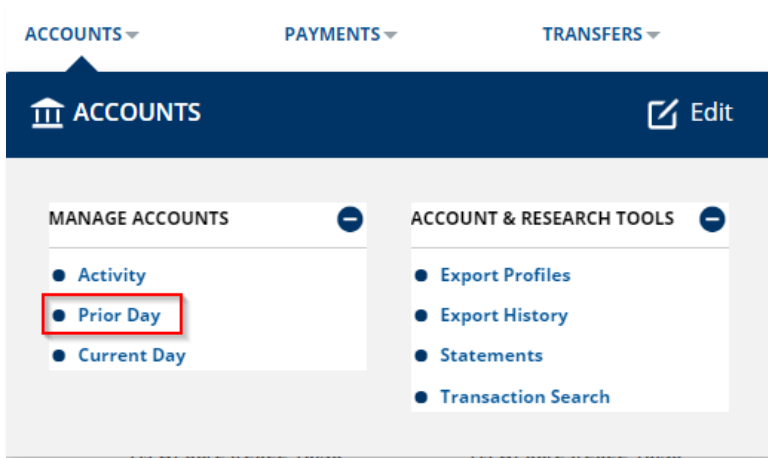 ACCOUNTS PAYMENTS TRANSFERS
ACCOUNTS Edit
MANAGE ACCOUNTS
Activity
Prior Day
Current Day
ACCOUNT & RESEARCH TOOLS
Export Profiles
Export History
Statements
Transaction Search